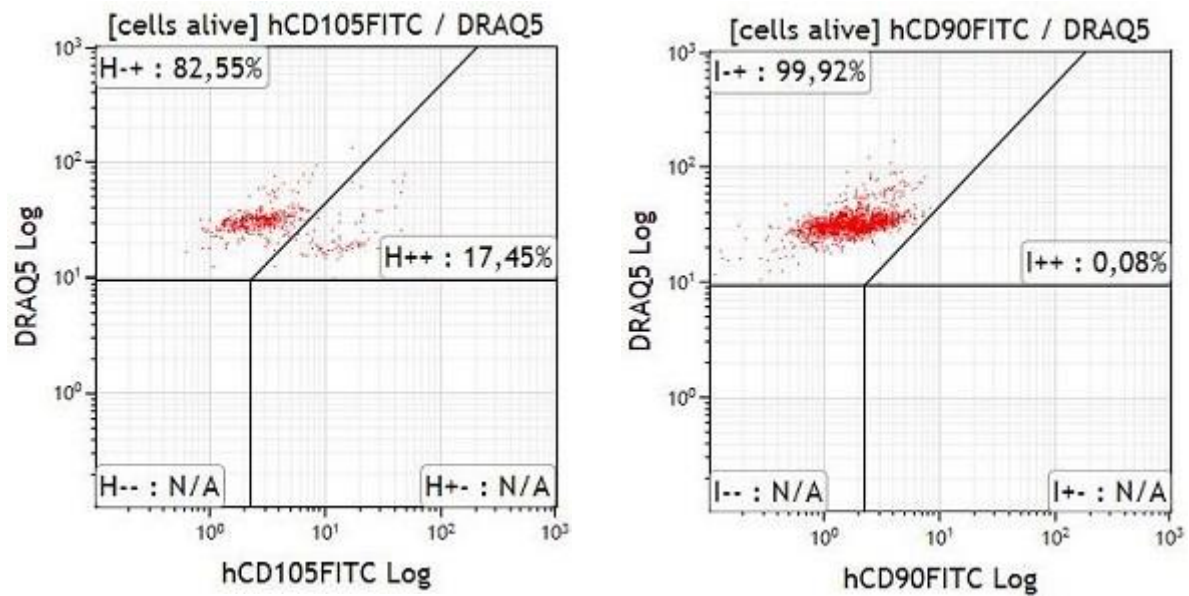 [cells alive] hCD105FITC / DRAQ5
10³
H-+ : 82,55%
10²
H++ : 17,45%
10¹
10⁰
H-- : N/A
H+- : N/A
10⁰
10¹
10²
10³
DRAQ5 Log
hCD105FITC Log
[cells alive] hCD90FITC / DRAQ5
10³
I-+ : 99,92%
10²
I++ : 0,08%
10¹
10⁰
I-- : N/A
I+- : N/A
10⁰
10¹
10²
10³
DRAQ5 Log
hCD90FITC Log